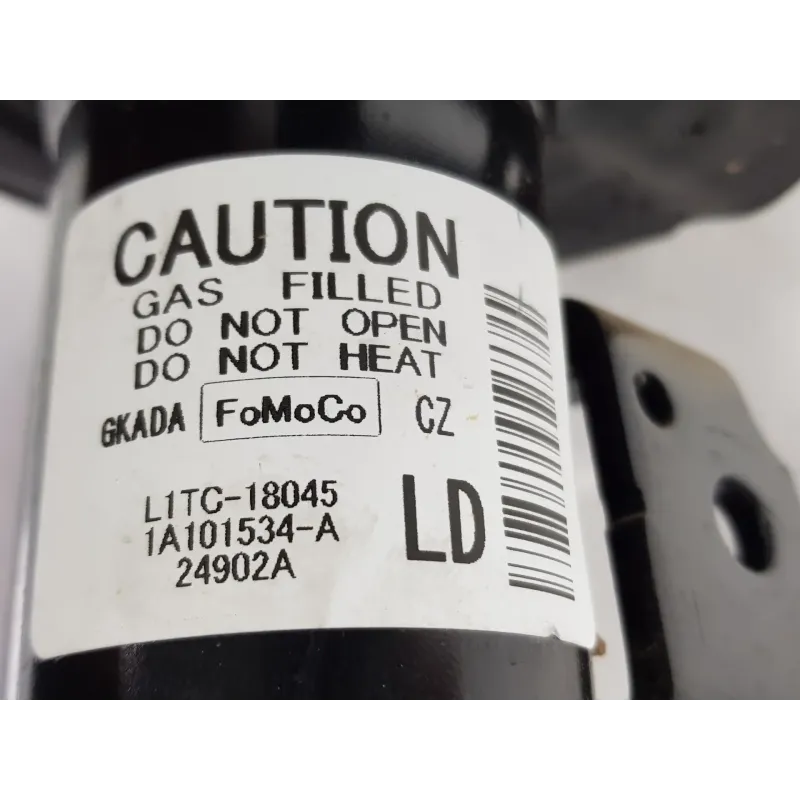 CAUTION
GAS FILLED
DO NOT OPEN
DO NOT HEAT
GKADA FoMoCo CZ
L1TC-18045
1A101534-A
24902A
LD